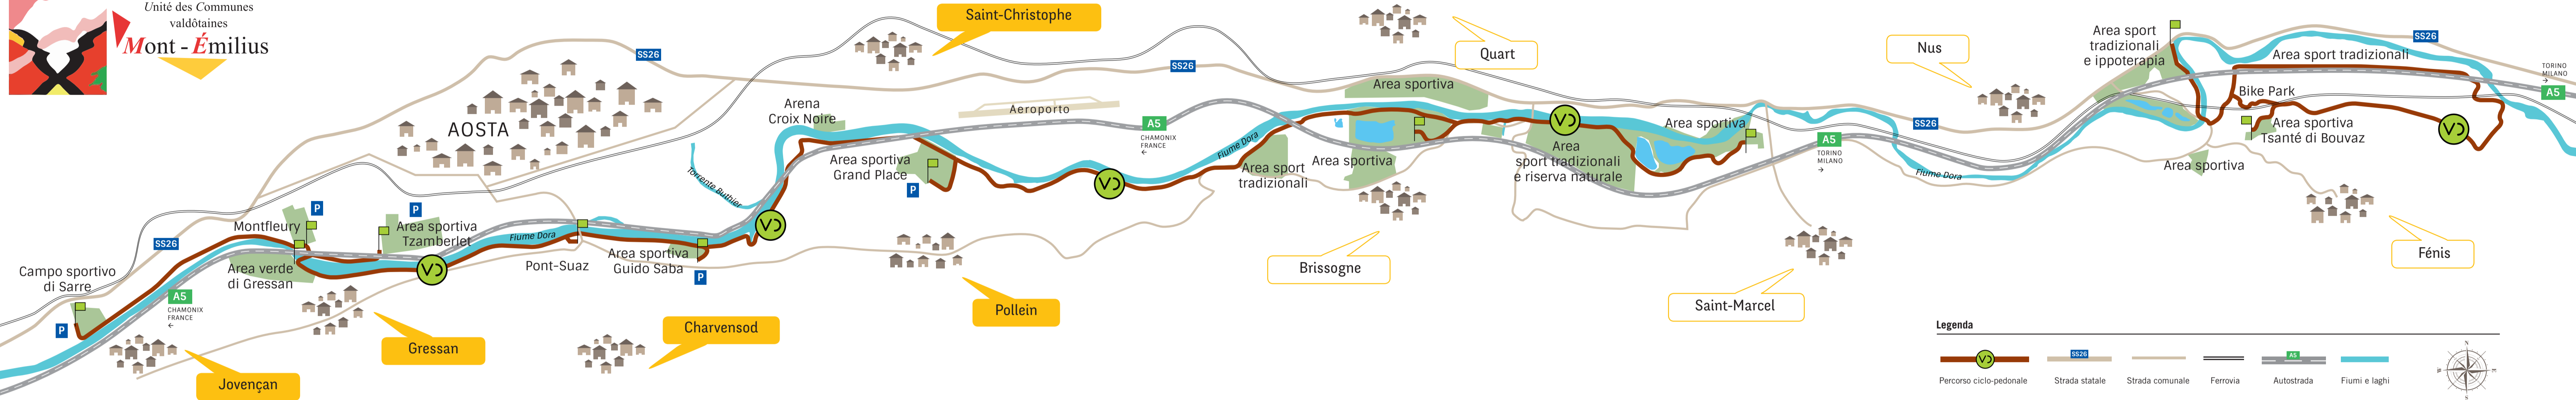 Unité des Communes
valdôtaines
Mont - Émilius
SS26
AOSTA
Saint-Christophe
Arena
Croix Noire
Aeroporto
A5
CHAMONIX
FRANCE
←
SS26
Quart
Area sportiva
Nus
Area sport
tradizionali
e ippoterapia
SS26
Area sport tradizionali
TORINO
MILANO
→
A5
Bike Park
Area sportiva
Tsanté di Bouvaz
Area sportiva
Fiume Dora
SS26
A5
TORINO
MILANO
→
Area sportiva
Area
sport tradizionali
e riserva naturale
Area sportiva
Area sport
tradizionali
Fiume Dora
Area sportiva
Grand Place
P
Torrente Buthier
VD
VD
VD
VD
VD
P
P
Montfleury
Area sportiva
Tzamberlet
Fiume Dora
SS26
Area verde
di Gressan
Pont-Suaz
Area sportiva
Guido Saba
P
Campo sportivo
di Sarre
P
A5
CHAMONIX
FRANCE
←
Jovençan
Gressan
Charvensod
Pollein
Brissogne
Saint-Marcel
Fénis
Legenda
VD
SS26
A5
Percorso ciclo-pedonale
Strada statale
Strada comunale
Ferrovia
Autostrada
Fiumi e laghi
N
W
E
S